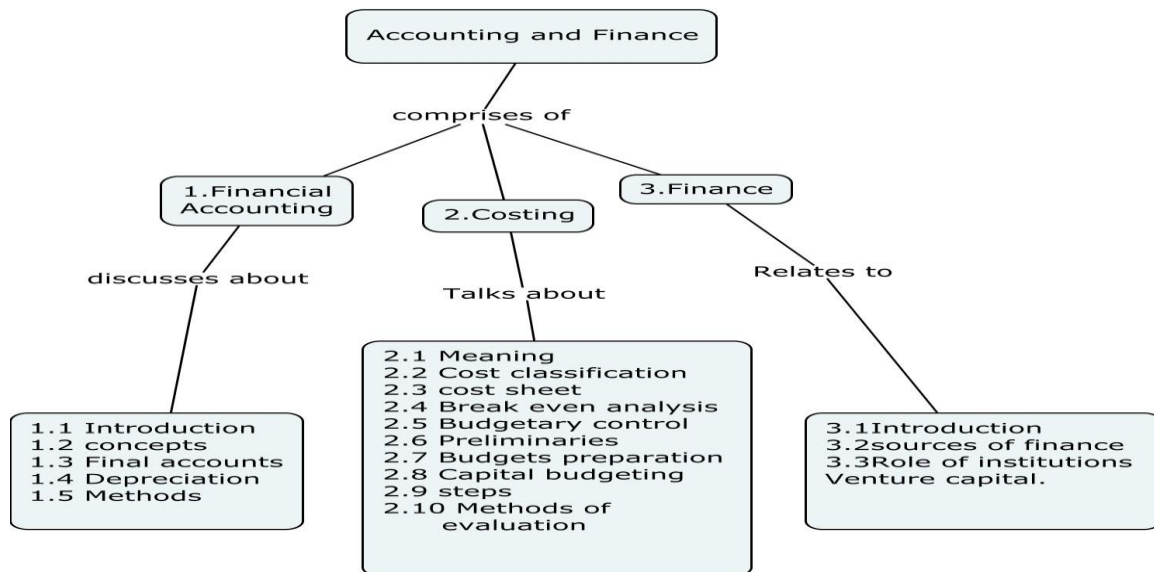 Accounting and Finance
comprises of
1.Financial
Accounting
2.Costing
3.Finance
discusses about
Talks about
Relates to
1.1 Introduction
1.2 concepts
1.3 Final accounts
1.4 Depreciation
1.5 Methods
2.1 Meaning
2.2 Cost classification
2.3 cost sheet
2.4 Break even analysis
2.5 Budgetary control
2.6 Preliminaries
2.7 Budgets preparation
2.8 Capital budgeting
2.9 steps
2.10 Methods of
evaluation
3.1Introduction
3.2sources of finance
3.3Role of institutions
Venture capital.